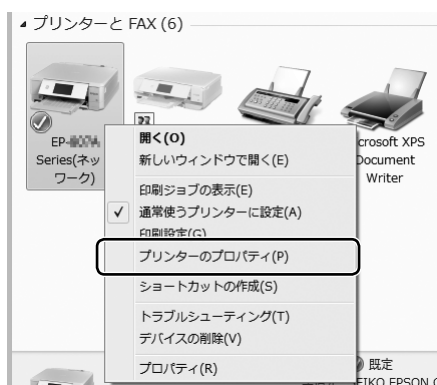 プリンターと FAX (6)
EP-
Series(ネッ
ワーク)
crosoft XPS
Document
Writer
開く(O)
新しいウィンドウで開く(E)
印刷ジョブの表示(E)
通常使うプリンターに設定(A)
印刷設定(G)
プリンターのプロパティ(P)
ショートカットの作成(S)
トラブルシューティング(T)
デバイスの削除(V)
プロパティ(R)
既定
EIKO EPSON